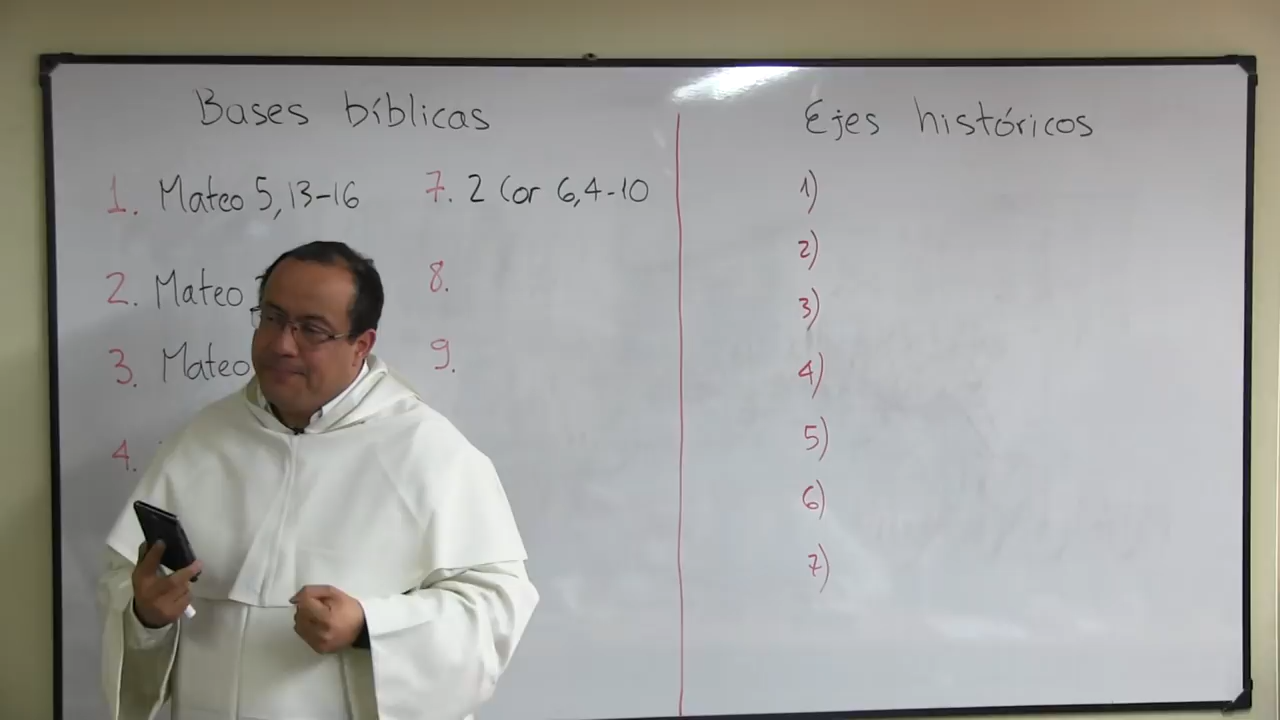 Bases bíblicas
1. Mateo 5,13-16
2. Mateo
3. Mateo
4.
7. 2 Cor 6,4-10
8.
9.
Ejes históricos
1)
2)
3)
4)
5)
6)
7)